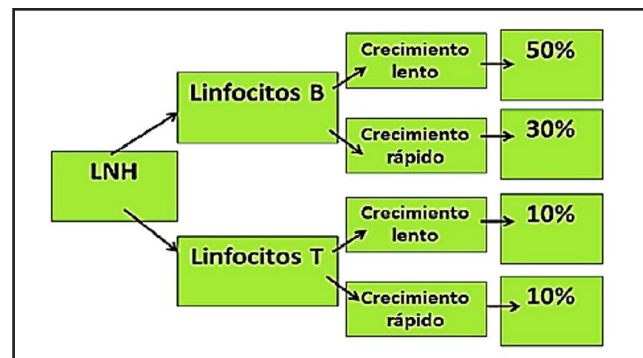 Crecimiento
lento
50%
Linfocitos B
Crecimiento
rápido
30%
LNH
Crecimiento
lento
10%
Linfocitos T
Crecimiento
rápido
10%